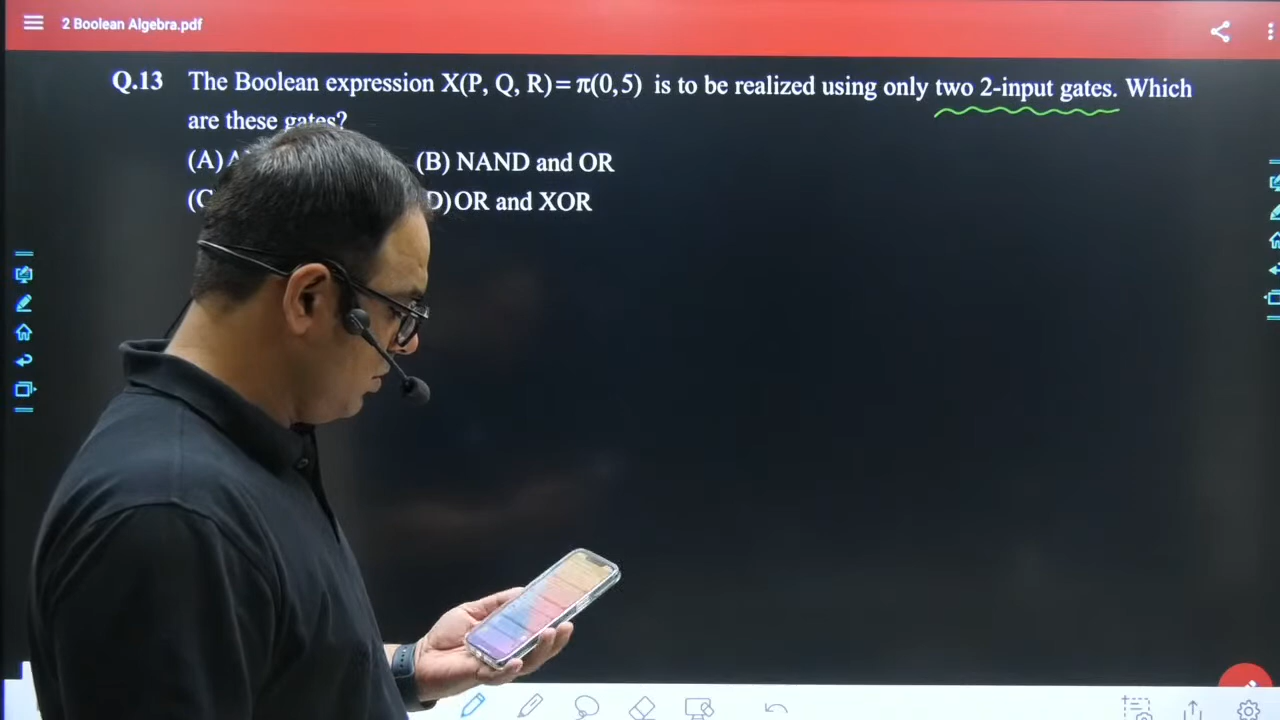 2 Boolean Algebra.pdf
Q.13 The Boolean expression X(P, Q, R)= π(0,5) is to be realized using only two 2-input gates. Which
are these gates?
(A) (B) NAND and OR
D) OR and XOR